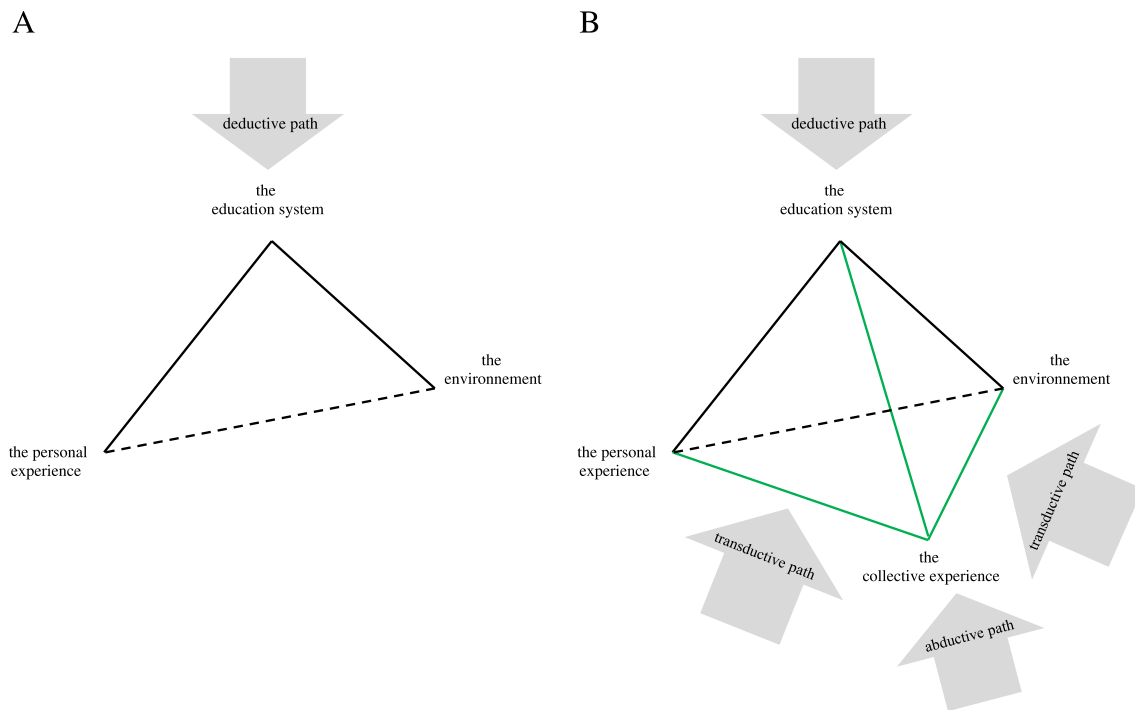 A
deductive path
the
education system
the
environnement
the personal
experience
B
deductive path
the
education system
the
environnement
the personal
experience
transductive path
transductive path
the
collective experience
abductive path